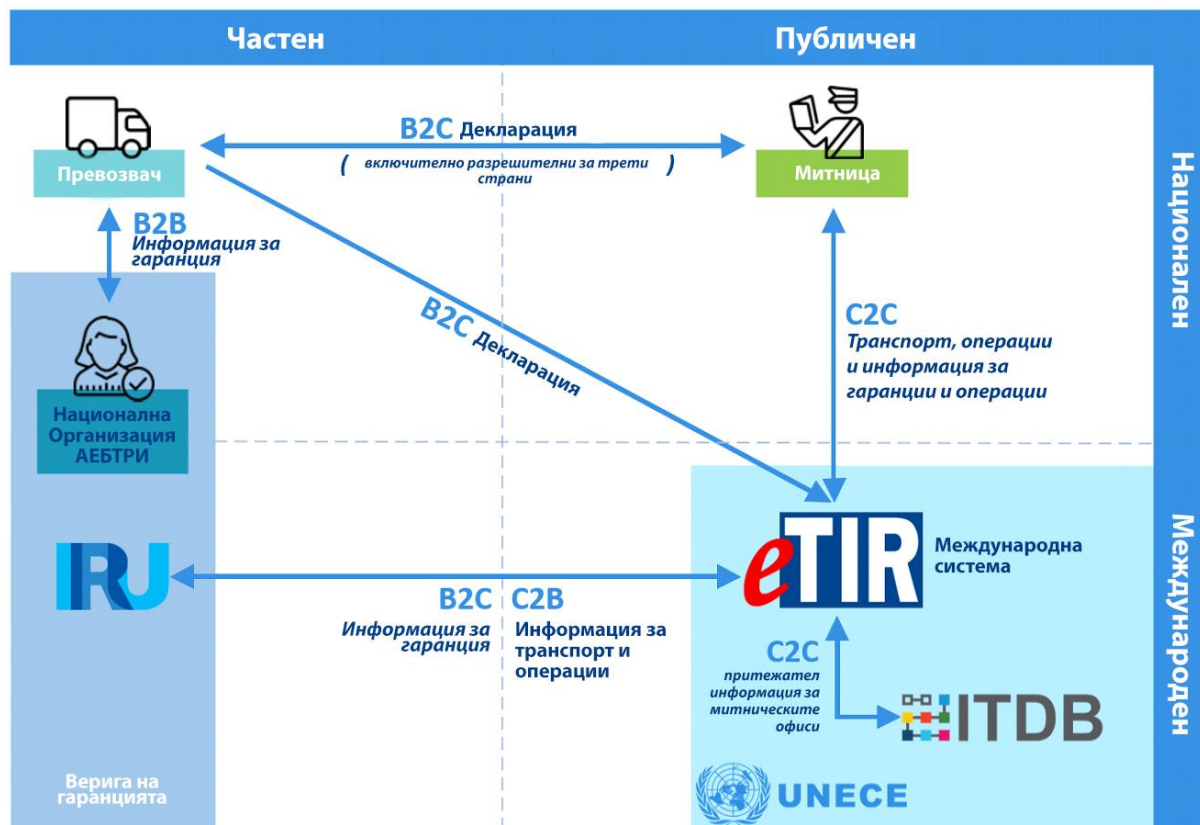 Частен
Публичен
Национален
Международен
Превозвач
B2C Декларация
( включително разрешителни за трети )
страни
Митница
B2B
Информация за
гаранция
B2C Декларация
C2C
Транспорт, операции
и информация за
гаранции и операции
Национална
Организация
АЕБТРИ
IRU
eTIR
Международна
система
B2C
Информация за
гаранция
C2B
Информация за
транспорт и
операции
C2C
притежател
информация за
митническите
офиси
ITDB
Верига на
гаранцията
UNECE